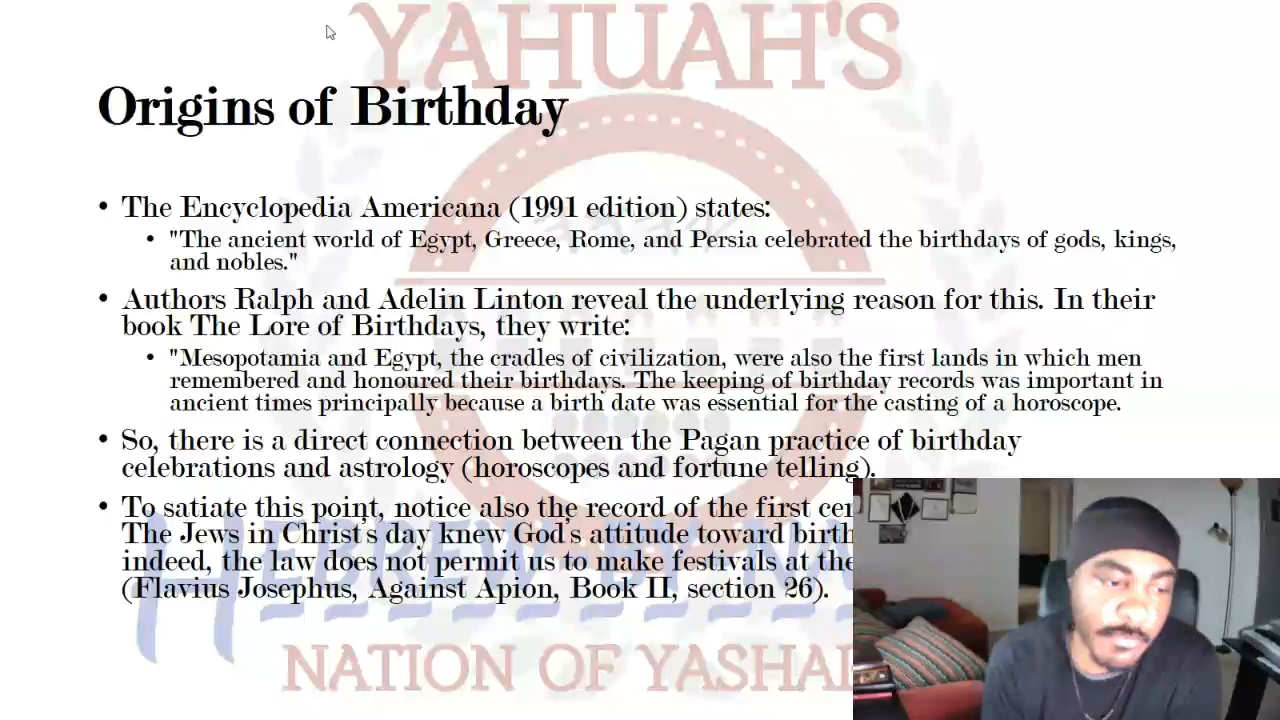 YAHUAH'S
Origins of Birthday
• The Encyclopedia Americana (1991 edition) states:
• "The ancient world of Egypt, Greece, Rome, and Persia celebrated the birthdays of gods, kings,
and nobles."
• Authors Ralph and Adelin Linton reveal the underlying reason for this. In their
book The Lore of Birthdays, they write:
• "Mesopotamia and Egypt, the cradles of civilization, were also the first lands in which men
remembered and honoured their birthdays. The keeping of birthday records was important in
ancient times principally because a birth date was essential for the casting of a horoscope.
• So, there is a direct connection between the Pagan practice of birthday
celebrations and astrology (horoscopes and fortune telling).
• To satiate this point, notice also the record of the first
The Jews in Christ's day knew God's attitude toward
indeed, the law does not permit us to make festivals at the
(Flavius Josephus, Against Apion, Book II, section 26).
HEBREW BY
NATION OF